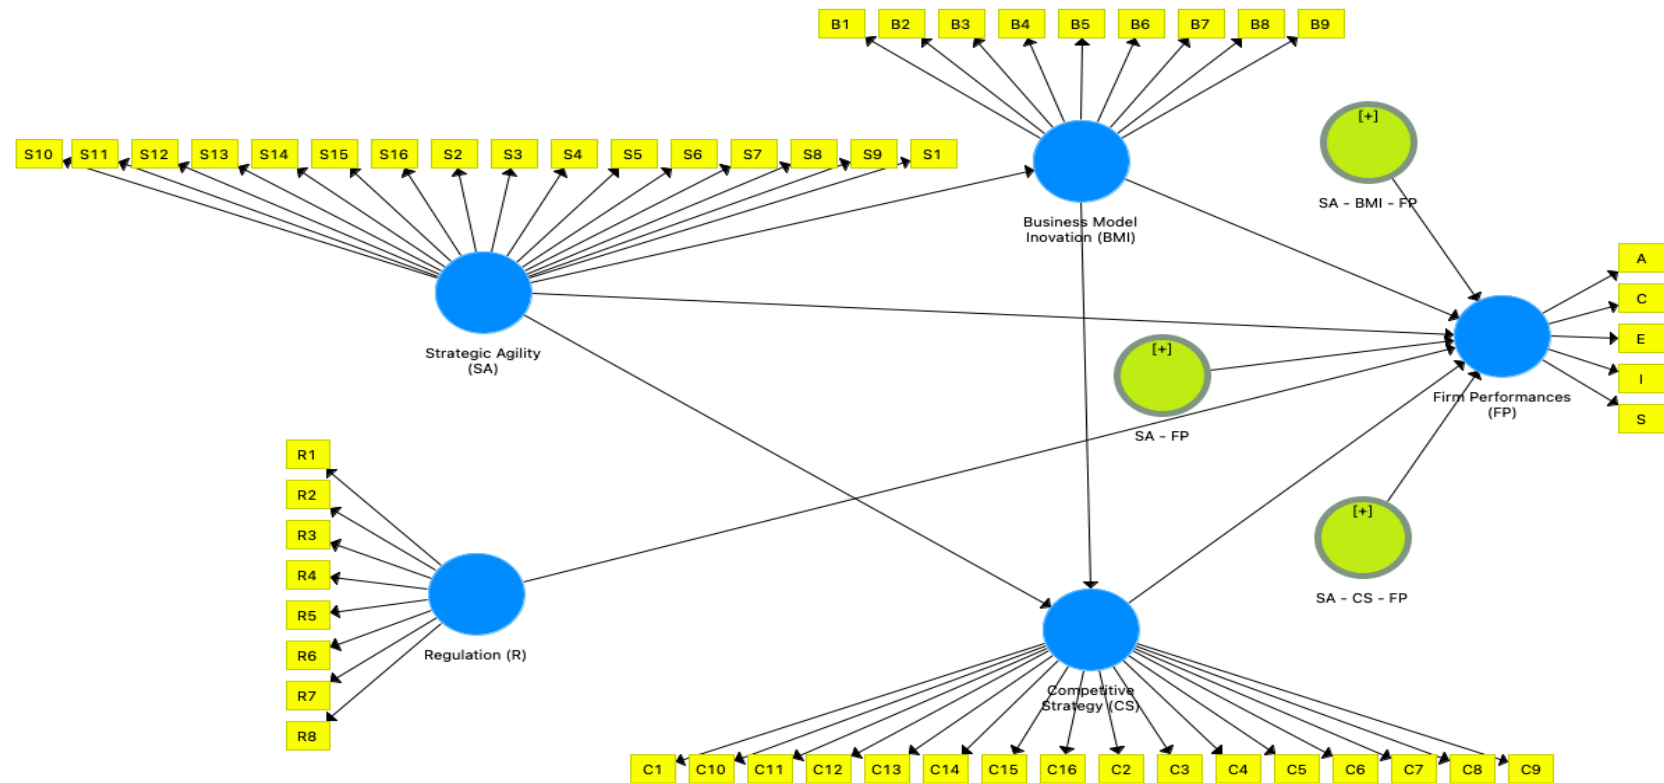 B1 B2 B3 B4 B5 B6 B7 B8 B9
[+]
S10 S11 S12 S13 S14 S15 S16 S2 S3 S4 S5 S6 S7 S8 S9 S1
SA - BMI - FP
Business Model
Inovation (BMI)
A
C
E
I
S
Strategic Agility
(SA)
[+]
SA - FP
Firm Performances
(FP)
R1
R2
R3
R4
R5
R6
R7
R8
Regulation (R)
[+]
SA - CS - FP
Competitive
Strategy (CS)
C1 C10 C11 C12 C13 C14 C15 C16 C2 C3 C4 C5 C6 C7 C8 C9